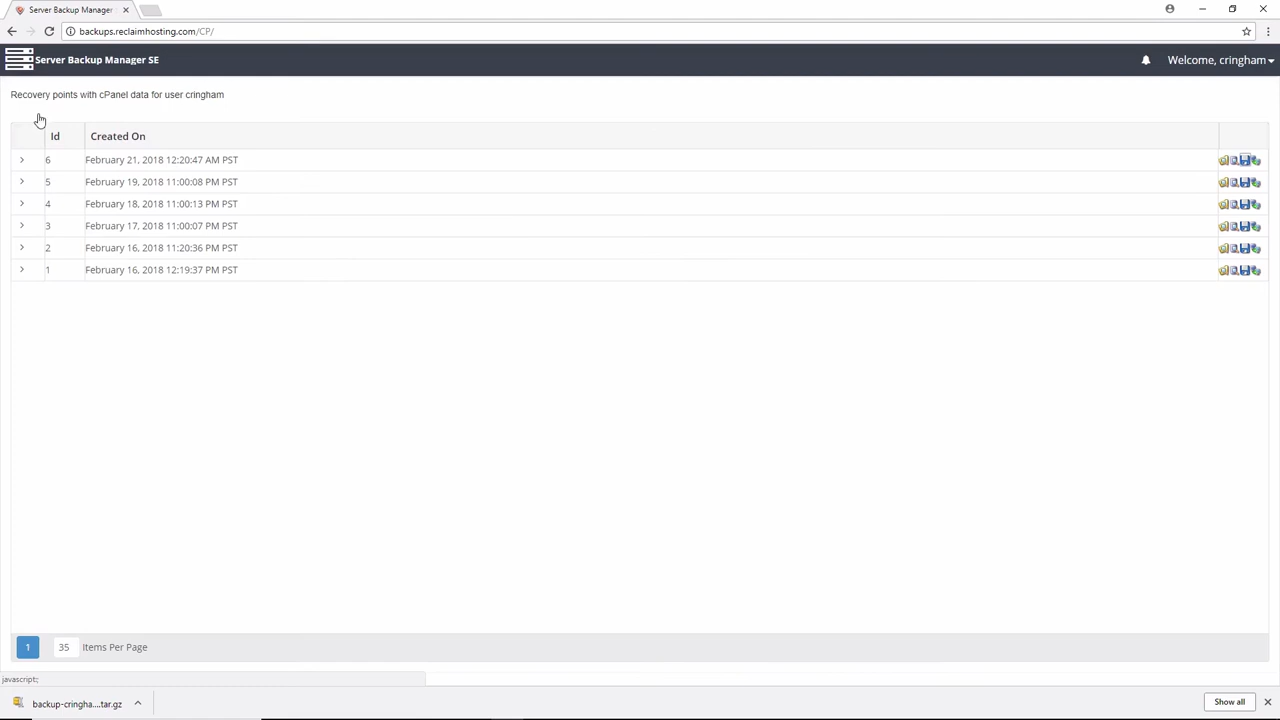 Server Backup Manager
backups.reclaimhosting.com/CP/
Server Backup Manager SE
Welcome, cringham
Recovery points with cPanel data for user cringham
Id Created On
6 February 21, 2018 12:20:47 AM PST
5 February 19, 2018 11:00:08 PM PST
4 February 18, 2018 11:00:13 PM PST
3 February 17, 2018 11:00:07 PM PST
2 February 16, 2018 11:20:36 PM PST
1 February 16, 2018 12:19:37 PM PST
1 35 Items Per Page
javascript:;
backup-cringha....tar.gz
Show all